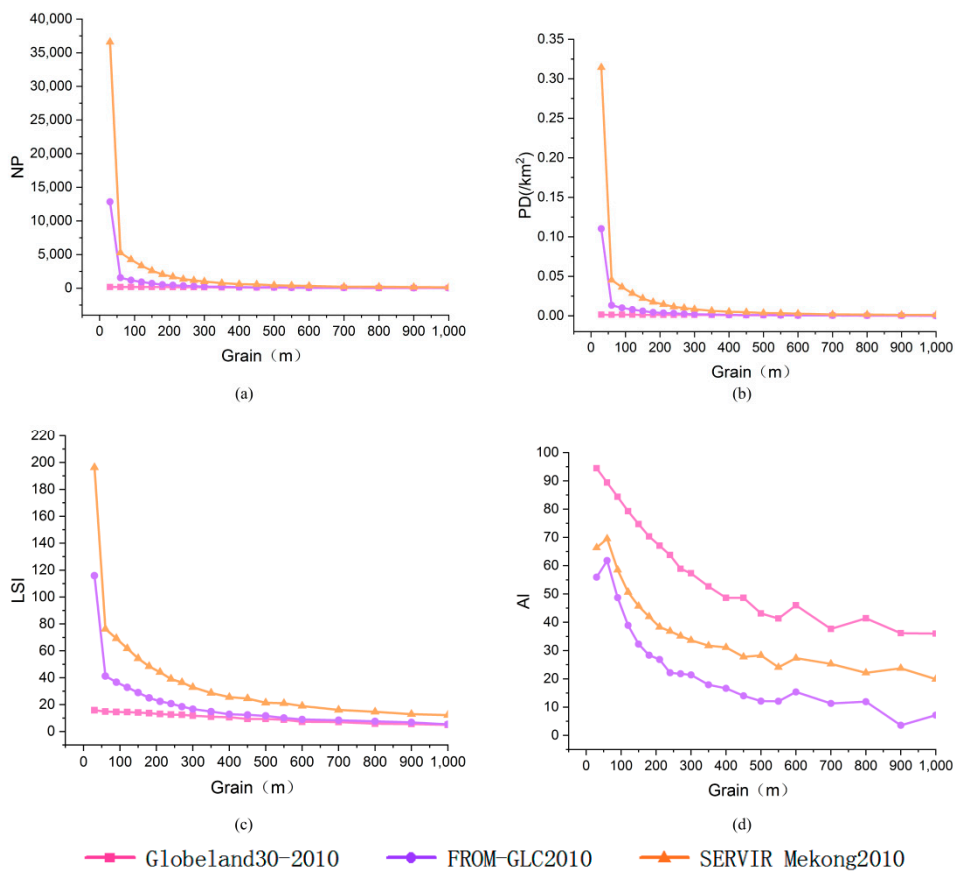 40,000
35,000
30,000
25,000
20,000
15,000
10,000
5,000
0
NP
0 100 200 300 400 500 600 700 800 900 1,000
Grain（m）
(a)
0.35
0.30
0.25
0.20
0.15
0.10
0.05
0.00
PD(/km²)
0 100 200 300 400 500 600 700 800 900 1,000
Grain（m）
(b)
220
200
180
160
140
120
100
80
60
40
20
0
LSI
0 100 200 300 400 500 600 700 800 900 1,000
Grain（m）
(c)
100
90
80
70
60
50
40
30
20
10
0
AI
0 100 200 300 400 500 600 700 800 900 1,000
Grain（m）
(d)
Globeland30-2010 FROM-GLC2010 SERVIR Mekong2010